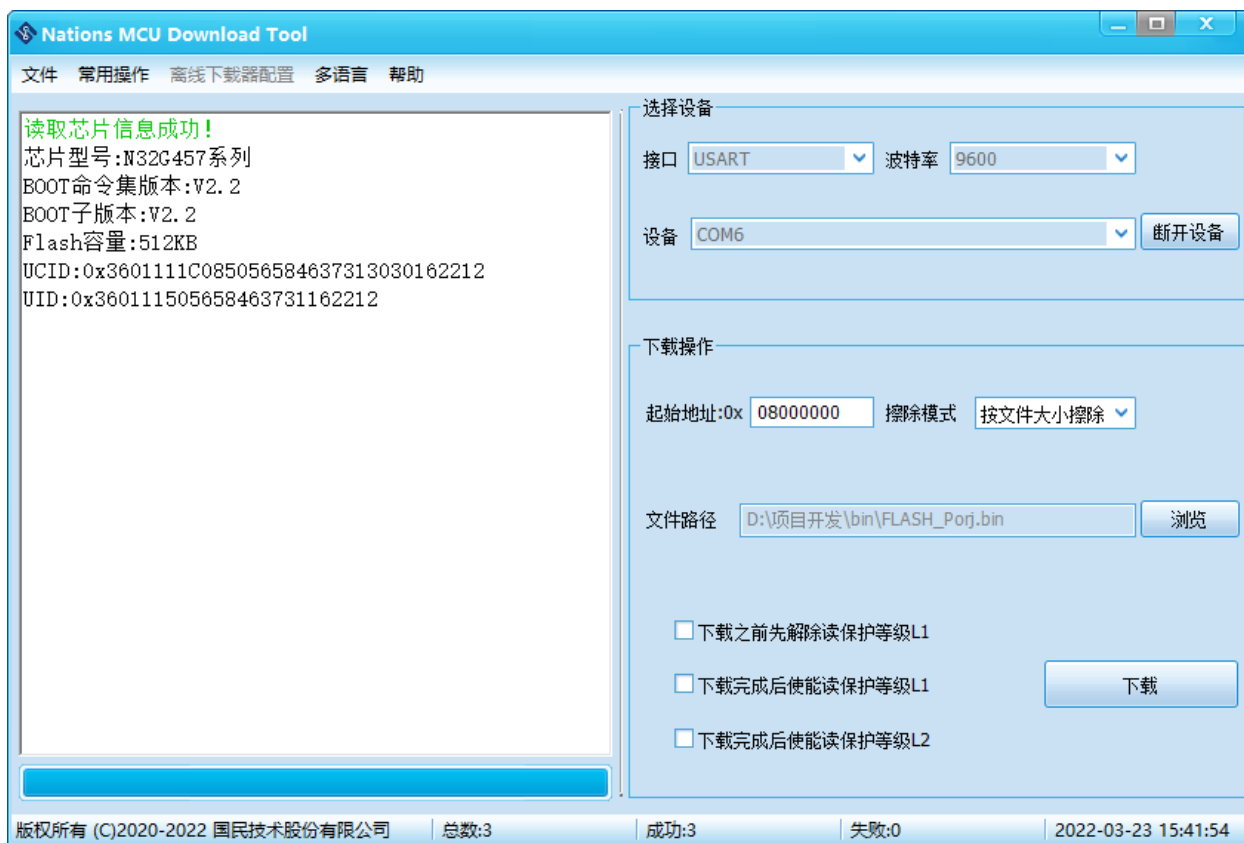 Nations MCU Download Tool
文件 常用操作 离线下载器配置 多语言 帮助
读取芯片信息成功!
芯片型号:N32G457系列
BOOT命令集版本:V2.2
BOOT子版本:V2.2
Flash容量:512KB
UCID:0x3601111C085056584637313030162212
UID:0x360111505658463731162212
选择设备
接口 USART 波特率 9600
设备 COM6 断开设备
下载操作
起始地址:0x 08000000 擦除模式 按文件大小擦除
文件路径 D:\项目开发\bin\FLASH_Porj.bin 浏览
下载之前先解除读保护等级L1
下载完成后使能读保护等级L1
下载
下载完成后使能读保护等级L2
版权所有 (C)2020-2022 国民技术股份有限公司 总数:3 成功:3 失败:0 2022-03-23 15:41:54